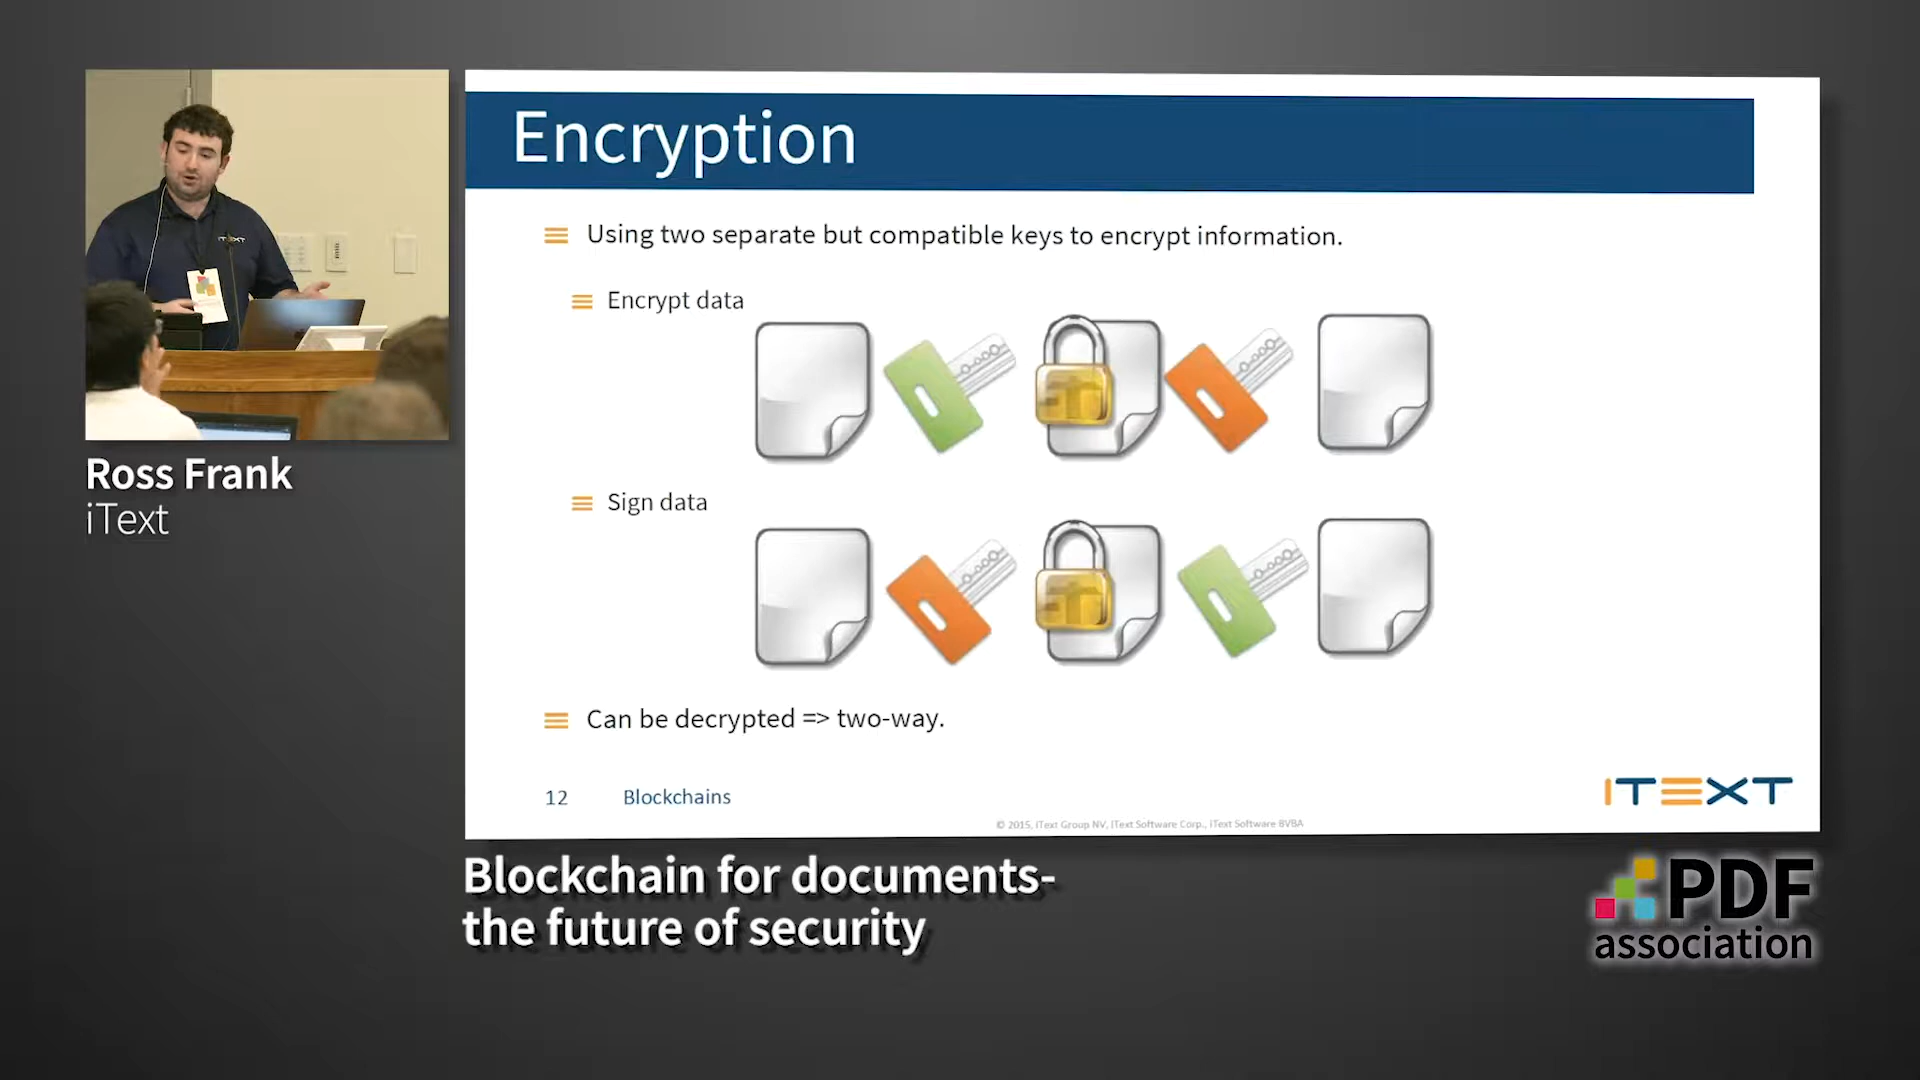 Encryption
Using two separate but compatible keys to encrypt information.
Encrypt data
Sign data
Can be decrypted => two-way.
12 Blockchains
iTEXT
© 2015, iText Group NV, iText Software Corp., iText Software BVBA
iTEXT
Ross Frank
iText
Blockchain for documents-
the future of security
PDF
association